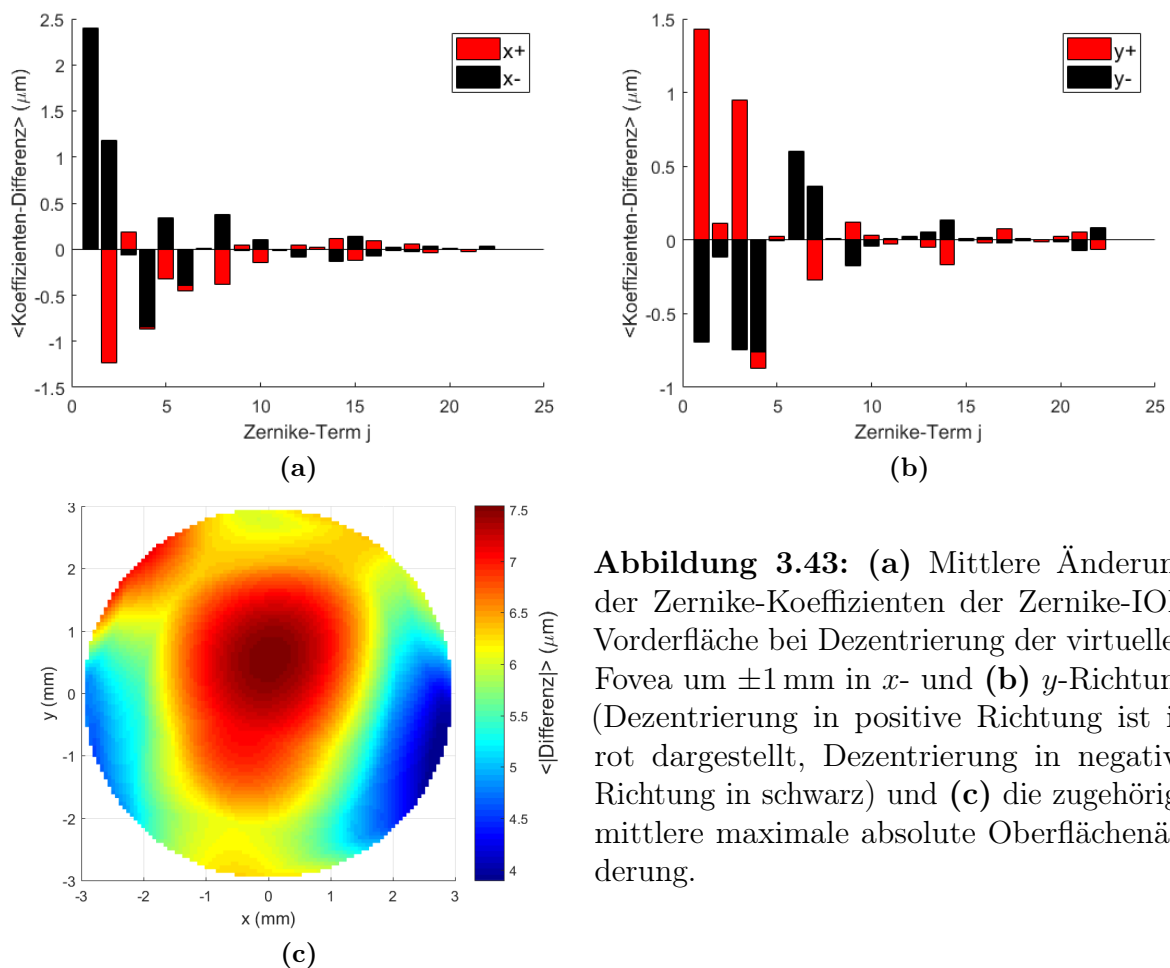 <Koeffizienten-Differenz> (μm)
2.5
2
1.5
1
0.5
0
-0.5
-1
-1.5
x+
x-
0
5
10
15
20
25
Zernike-Term j
(a)
<Koeffizienten-Differenz> (μm)
1.5
1
0.5
0
-0.5
-1
y+
y-
0
5
10
15
20
25
Zernike-Term j
(b)
y (mm)
3
2
1
0
-1
-2
-3
-3
-2
-1
0
1
2
3
x (mm)
7.5
7
6.5
6
5.5
5
4.5
4
<|Differenz|> (μm)
(c)
Abbildung 3.43: (a) Mittlere Änderun
der Zernike-Koeffizienten der Zernike-IOL
Vorderfläche bei Dezentrierung der virtuelle
Fovea um ±1 mm in x- und (b) y-Richtun
(Dezentrierung in positive Richtung ist i
rot dargestellt, Dezentrierung in negativ
Richtung in schwarz) und (c) die zugehörig
mittlere maximale absolute Oberflächenä
derung.